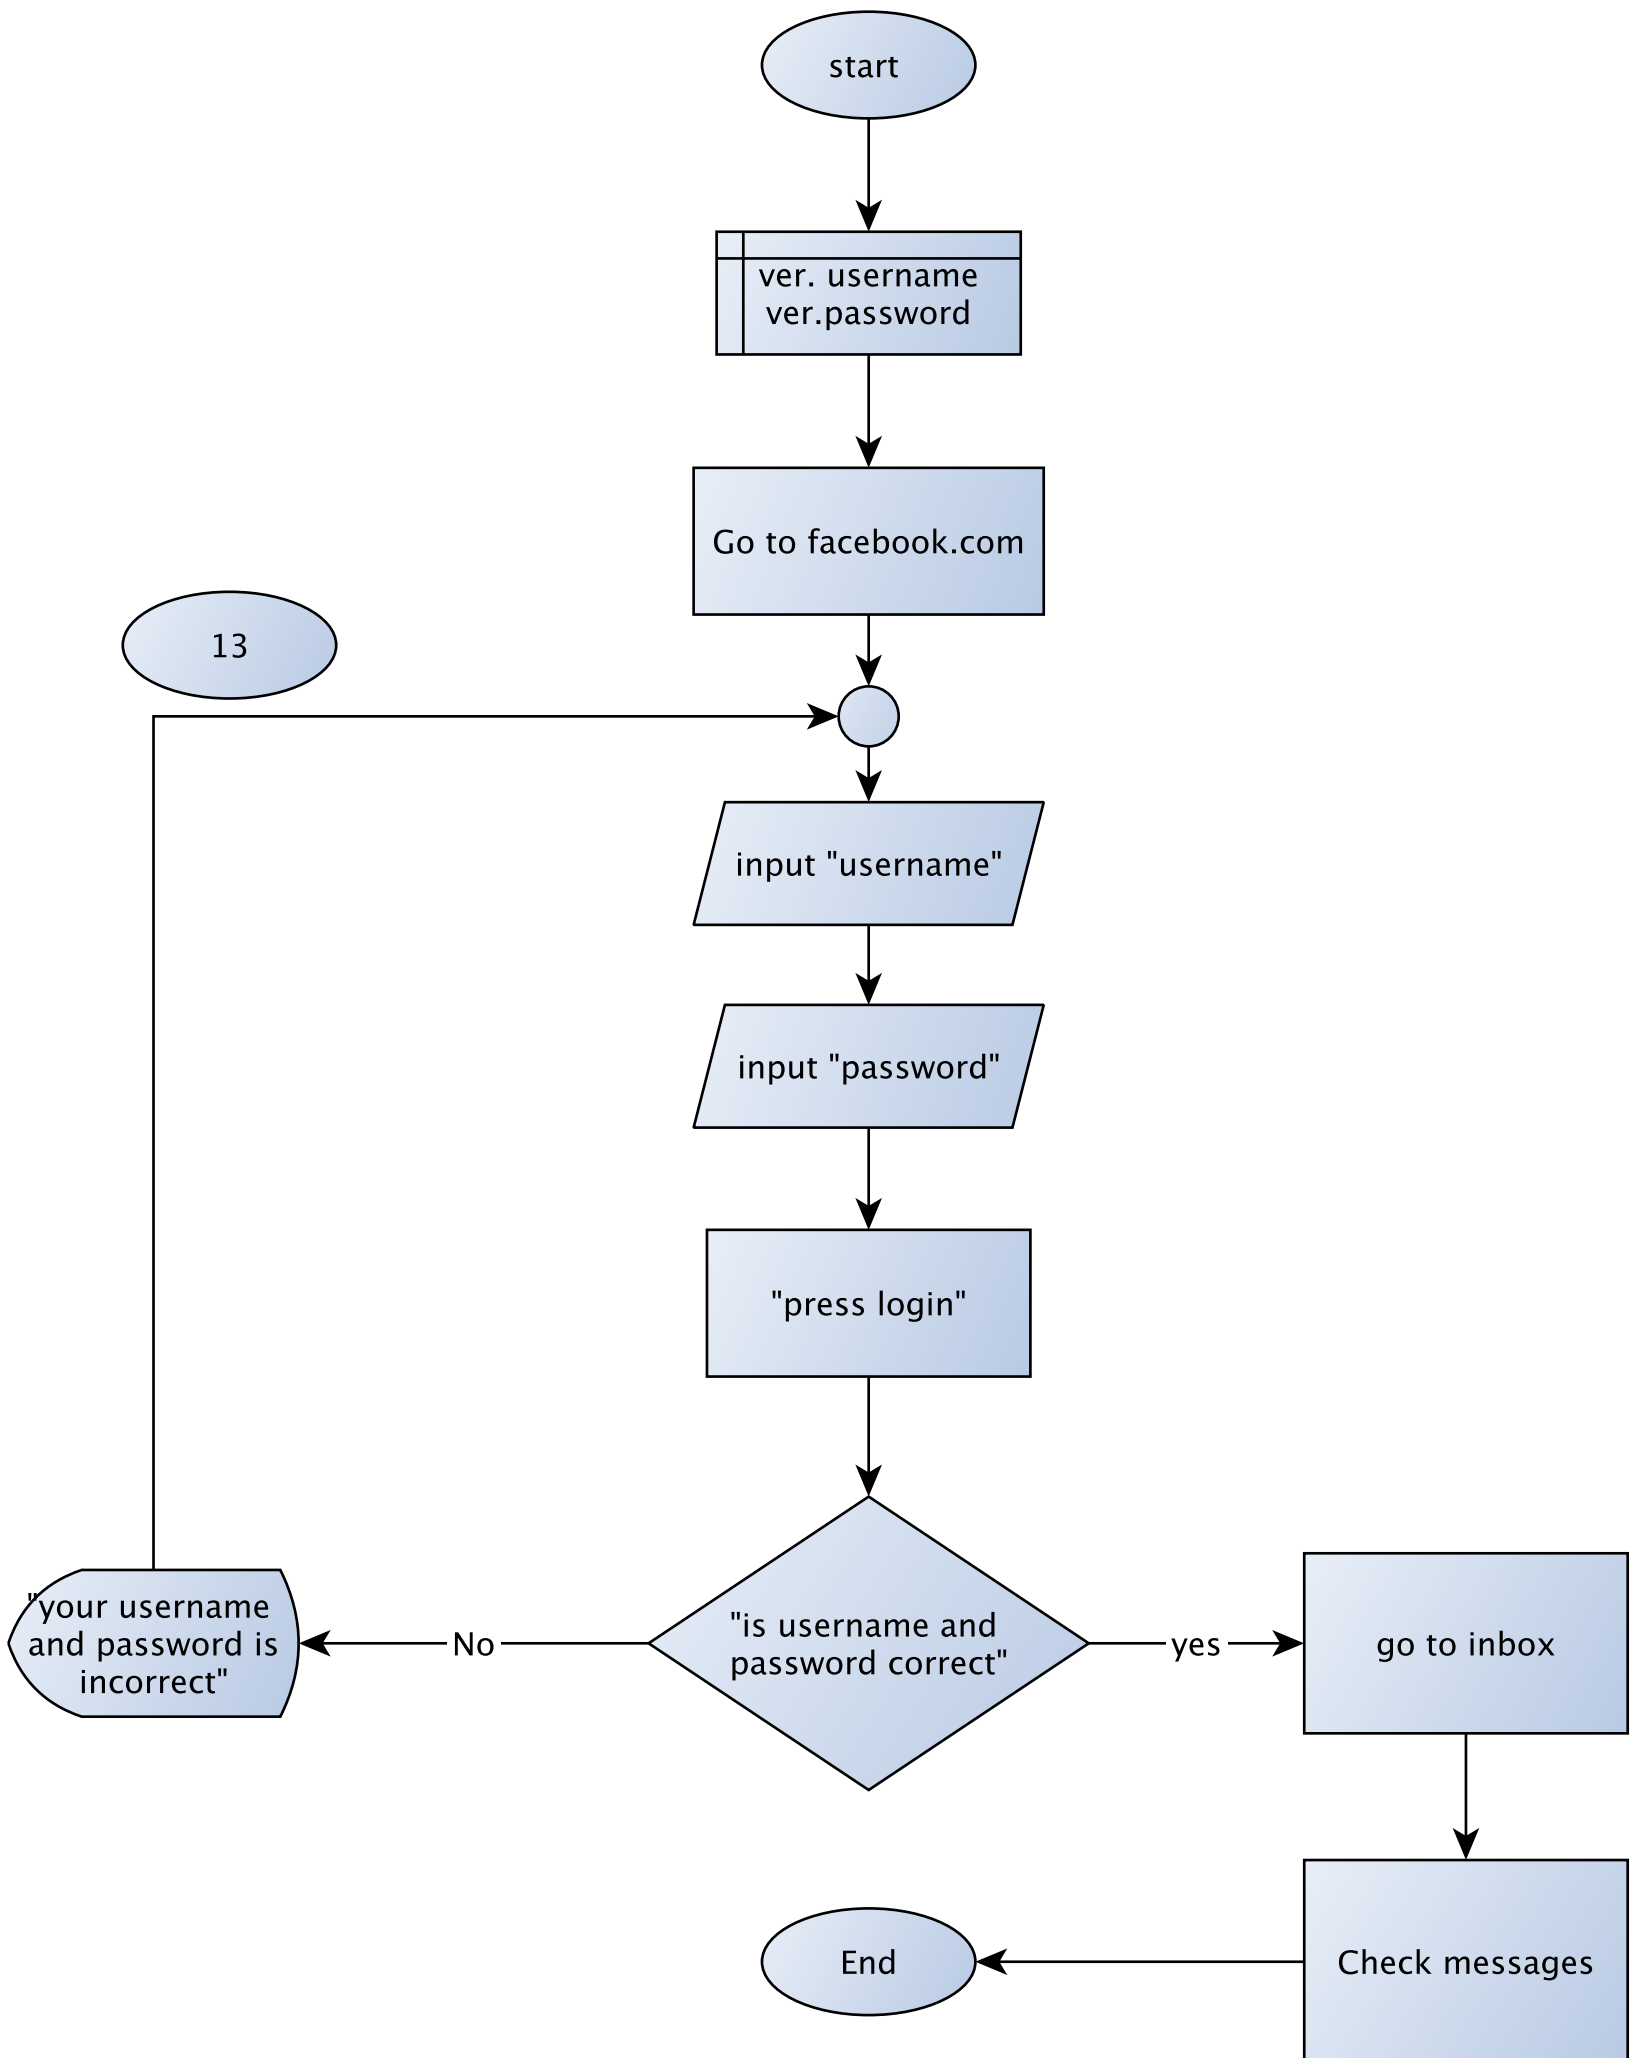 start
ver. username
ver.password
Go to facebook.com
13
input "username"
input "password"
"press login"
"is username and
password correct"
No
"your username
and password is
incorrect"
yes
go to inbox
Check messages
End